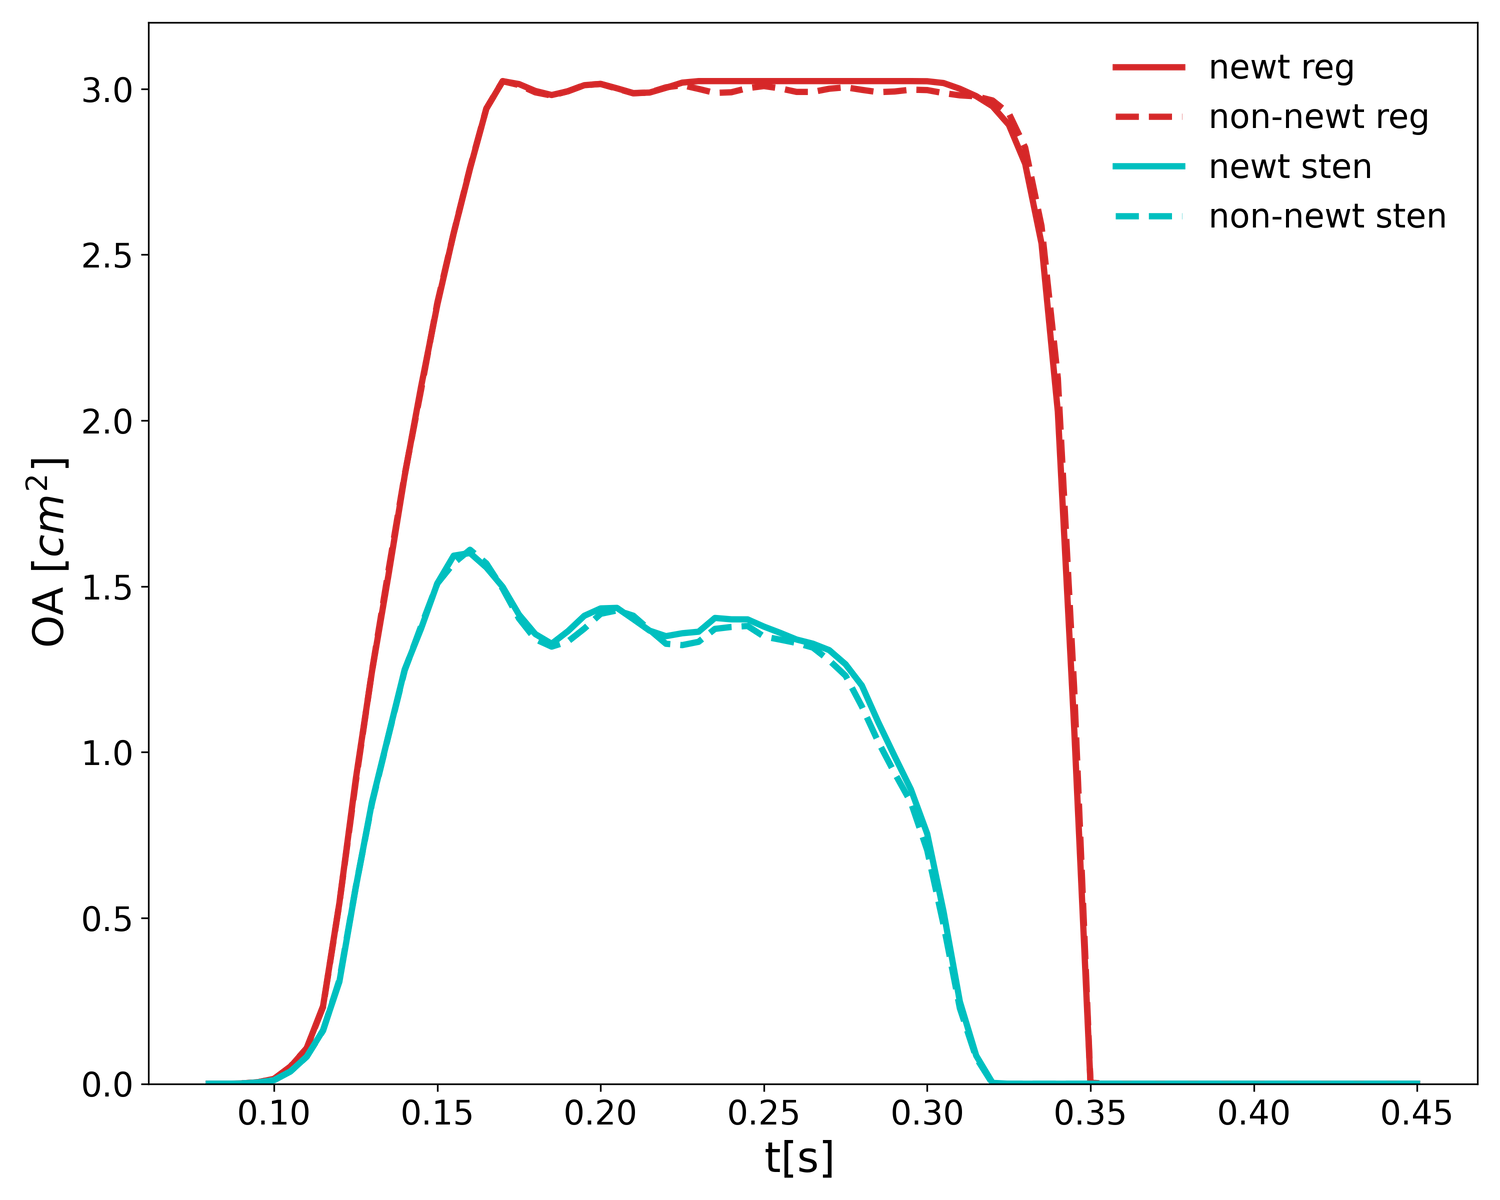 newt reg
non-newt reg
newt sten
non-newt sten
OA [cm²]
3.0
2.5
2.0
1.5
1.0
0.5
0.0
0.10 0.15 0.20 0.25 0.30 0.35 0.40 0.45
t[s]